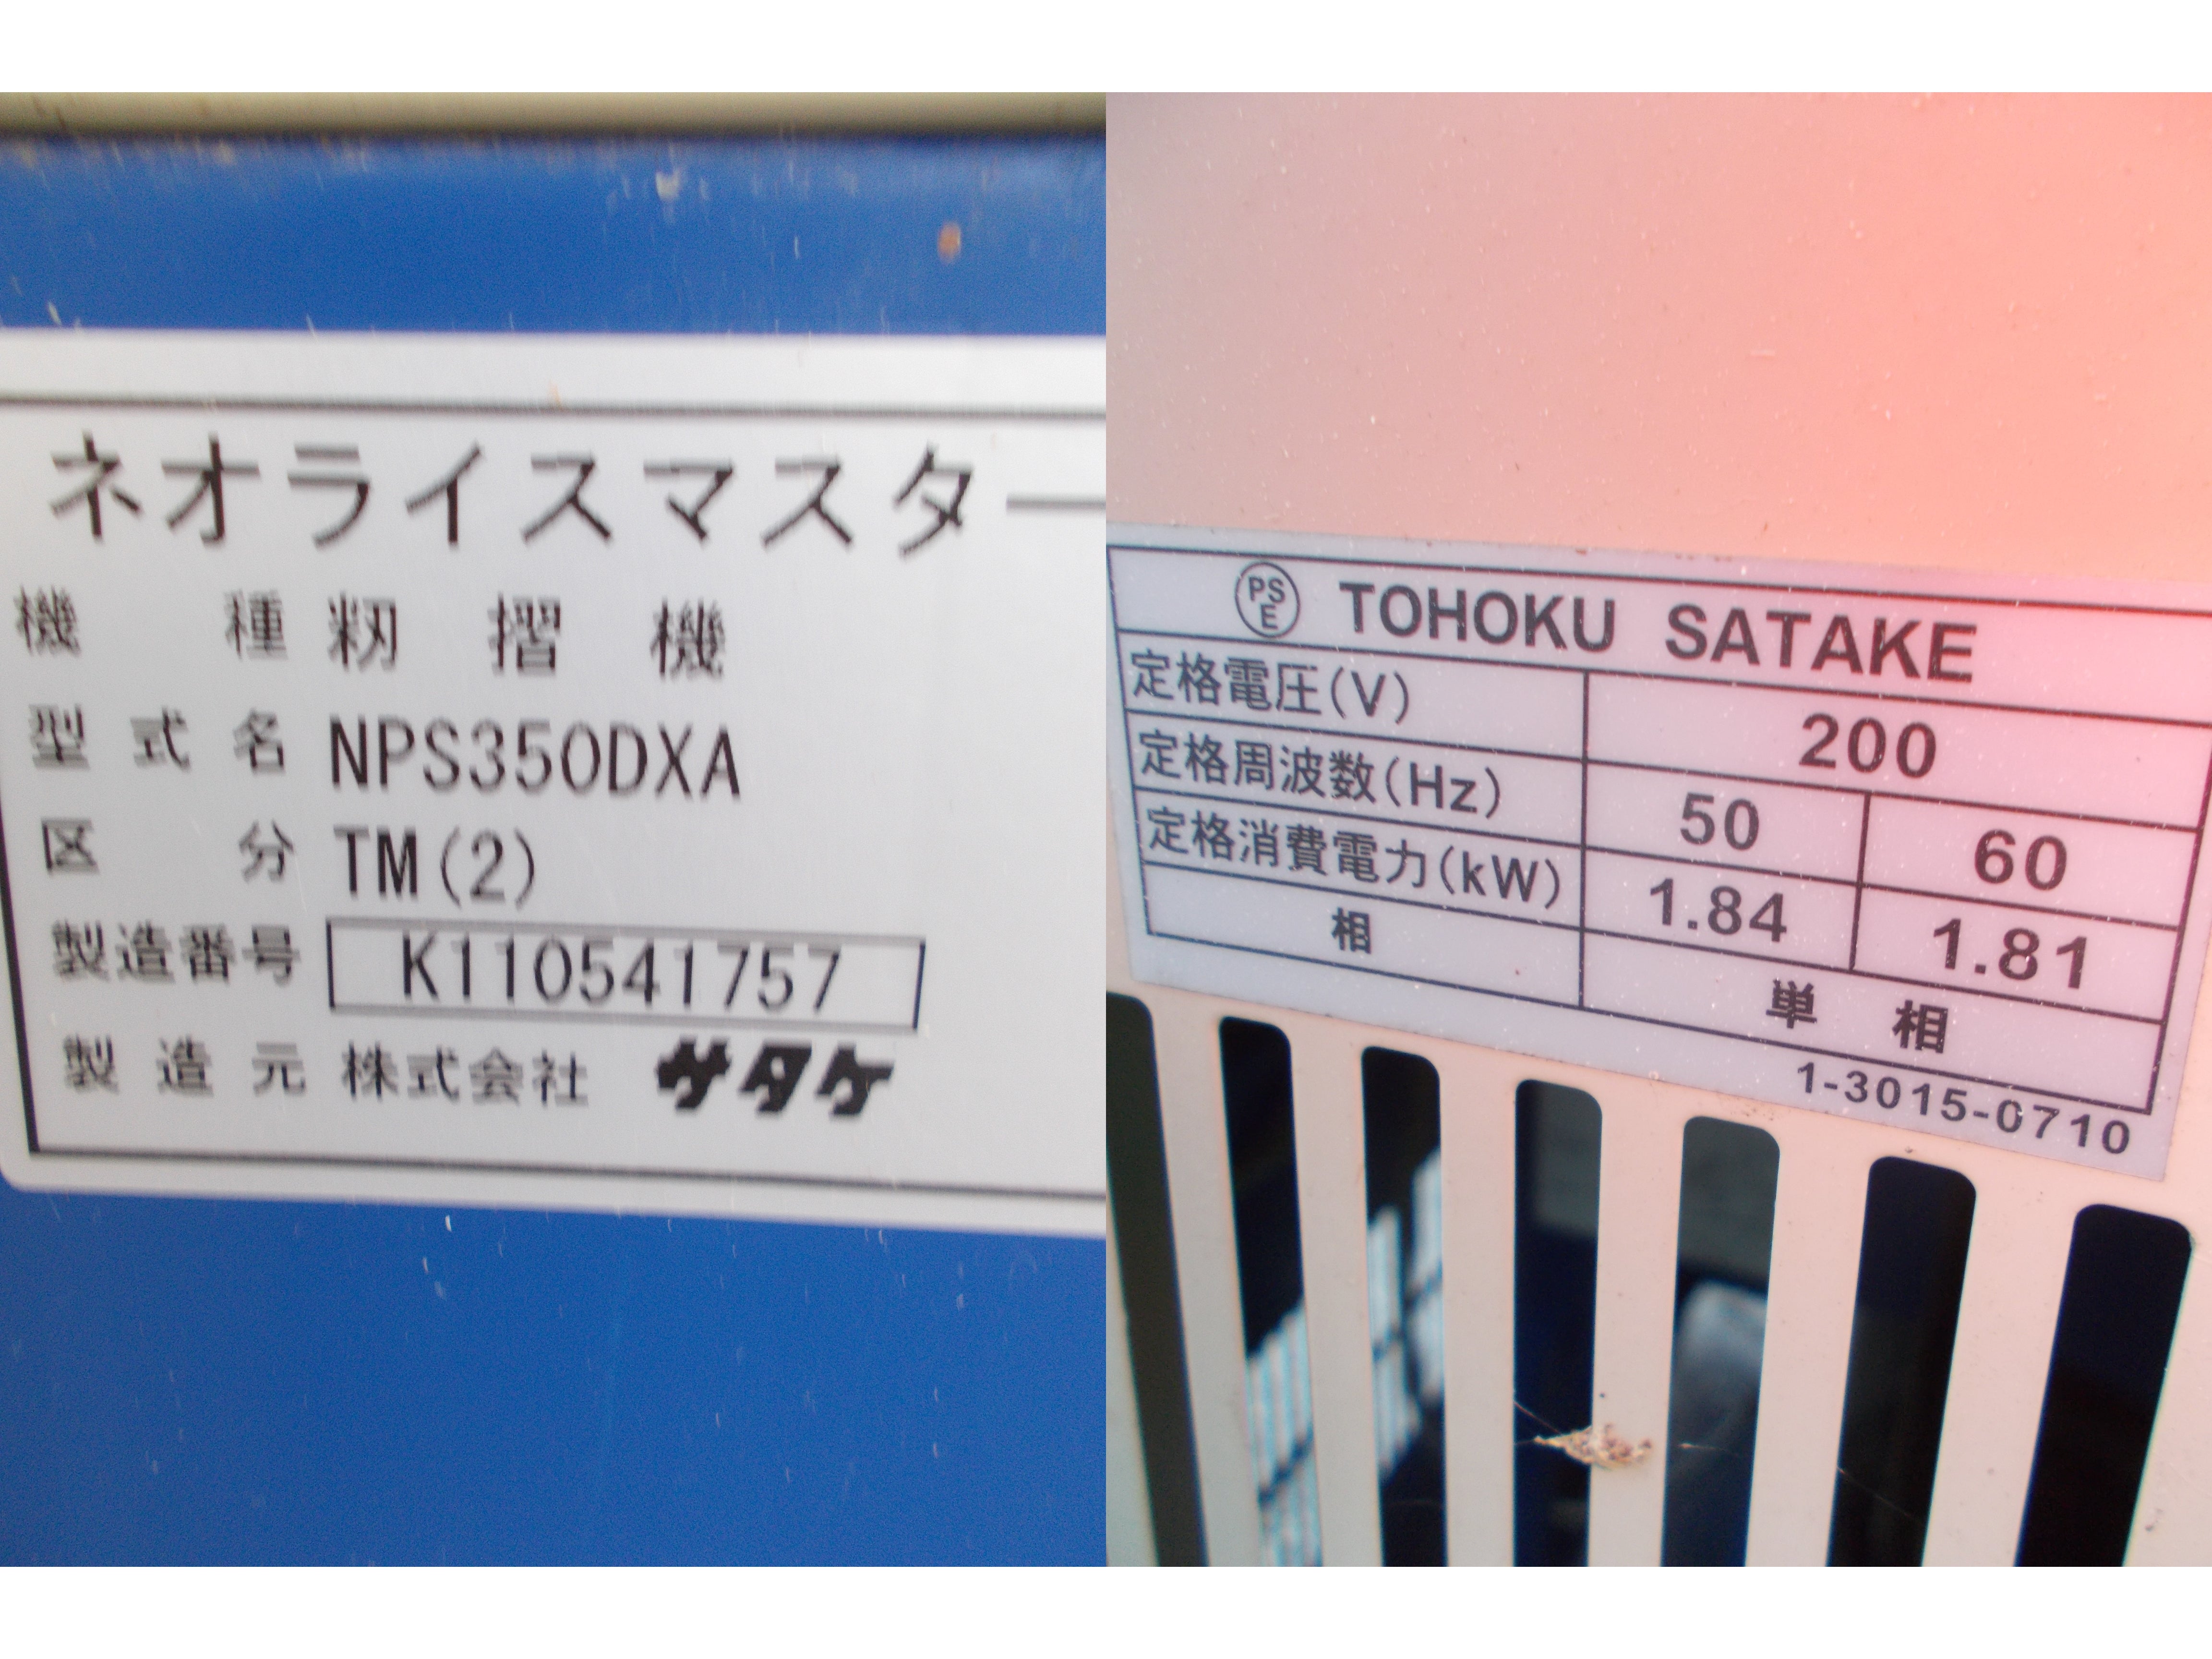 ネオライスマスター
機種 籾摺機
型式名 NPS350DXA
区分 TM(2)
製造番号 K110541757
製造元 株式会社 サタケ
PSE TOHOKU SATAKE
定格電圧(V) 200
定格周波数(Hz) 50 60
定格消費電力(kW) 1.84 1.81
相 単相
1-3015-0710